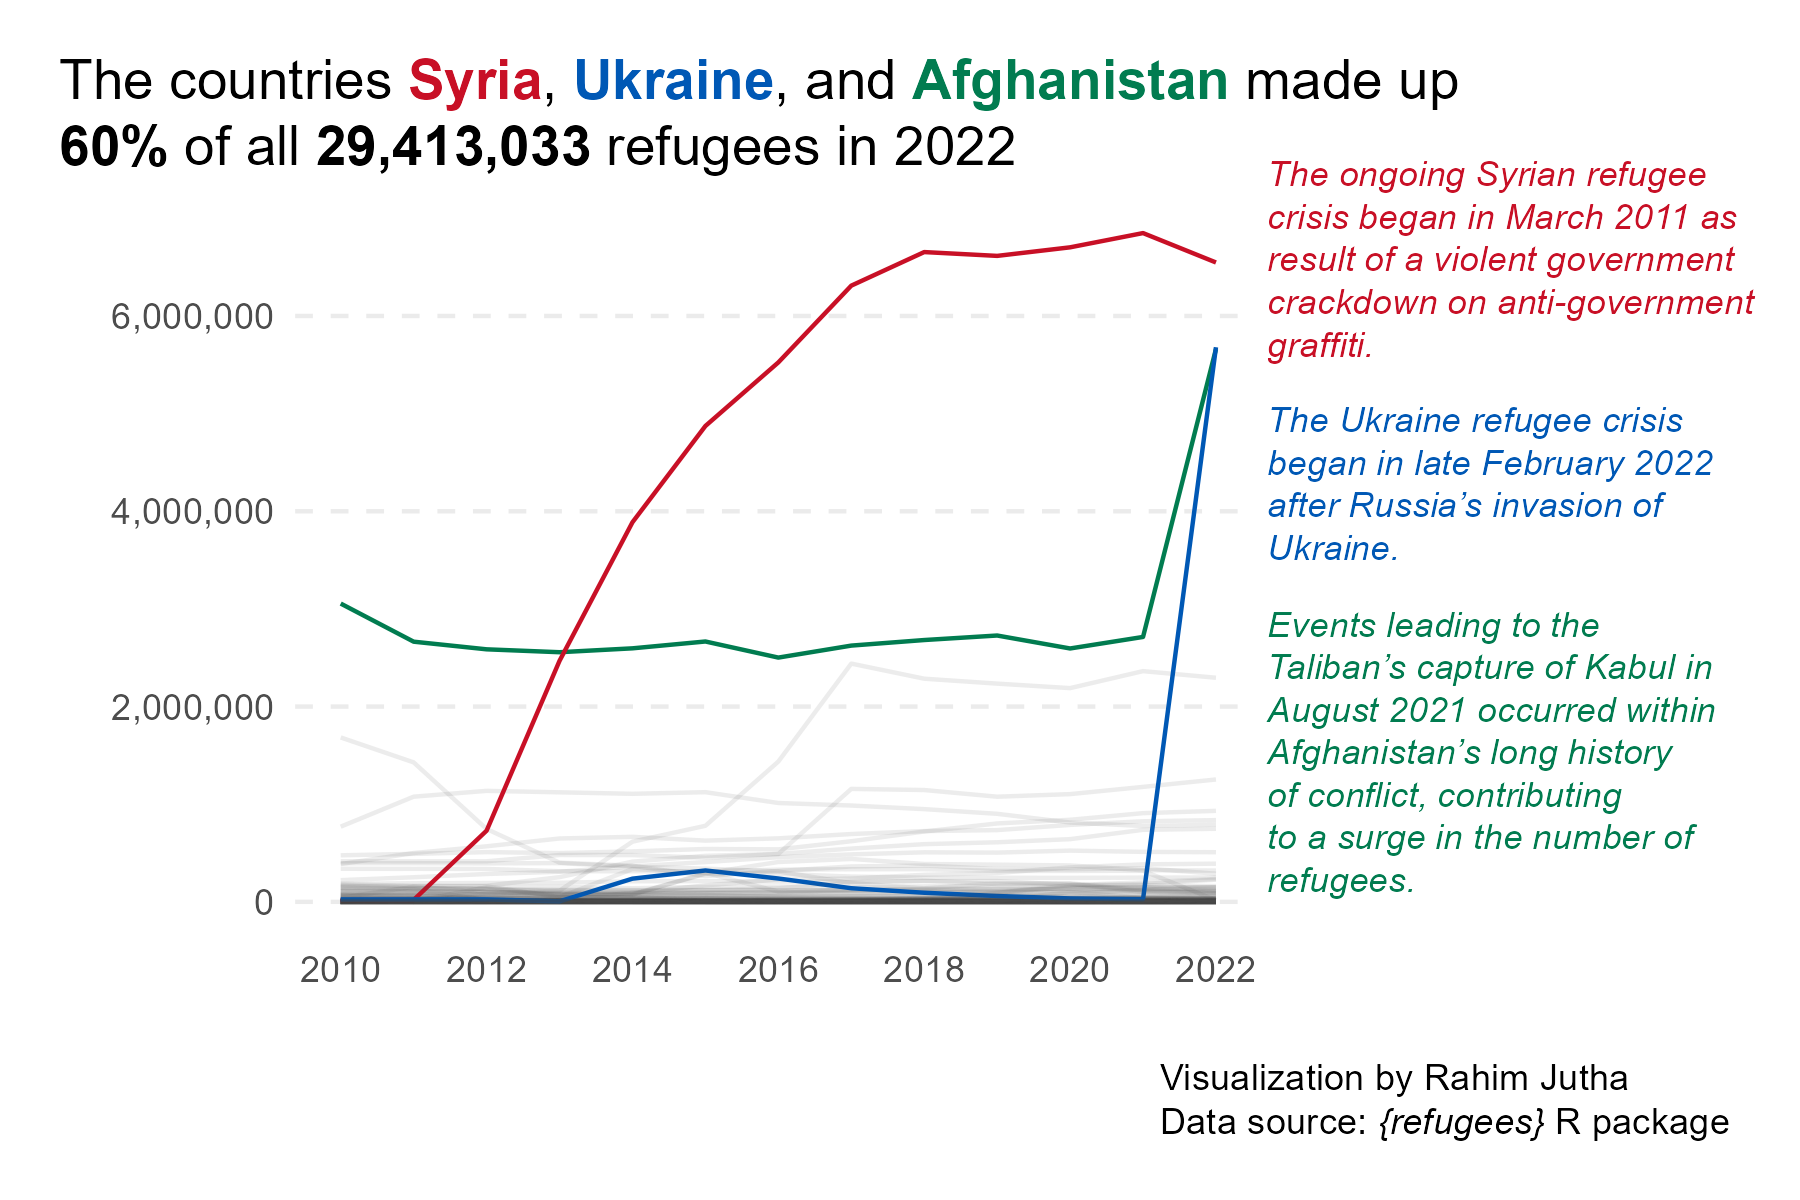 The countries Syria, Ukraine, and Afghanistan made up
60% of all 29,413,033 refugees in 2022
The ongoing Syrian refugee
crisis began in March 2011 as
result of a violent government
crackdown on anti-government
graffiti.
The Ukraine refugee crisis
began in late February 2022
after Russia’s invasion of
Ukraine.
Events leading to the
Taliban’s capture of Kabul in
August 2021 occurred within
Afghanistan’s long history
of conflict, contributing
to a surge in the number of
refugees.
6,000,000
4,000,000
2,000,000
0
2010 2012 2014 2016 2018 2020 2022
Visualization by Rahim Jutha
Data source: {refugees} R package